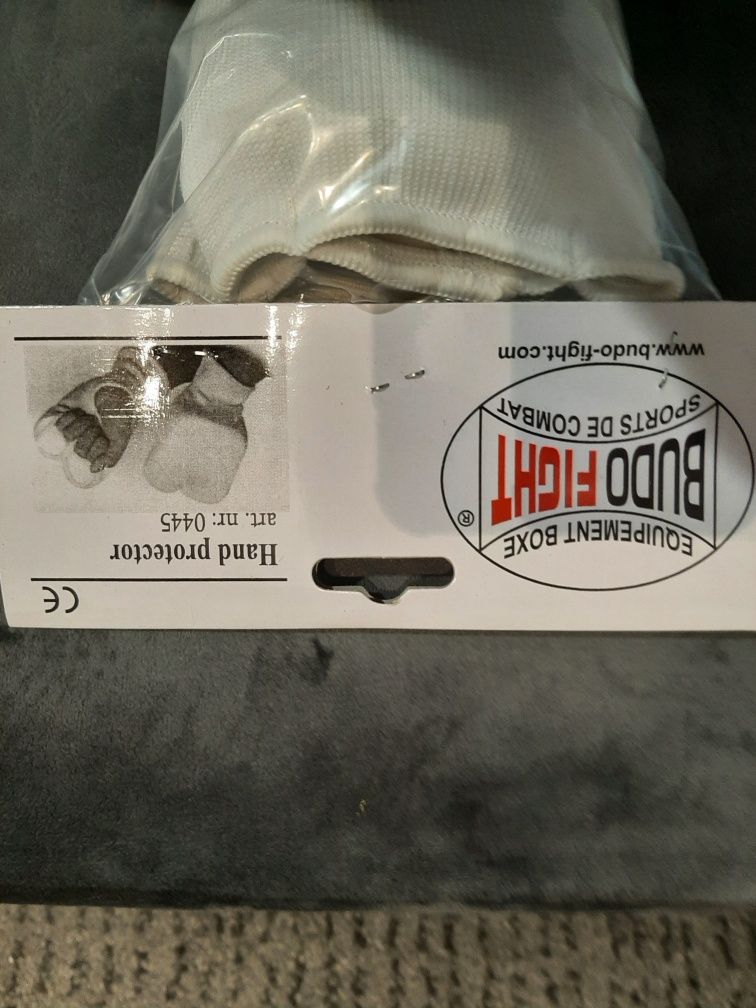 EQUIPEMENT BOXE
BUDO FIGHT
®
SPORTS DE COMBAT
www.budo-fight.com
CE
Hand protector
art. nr: 0445